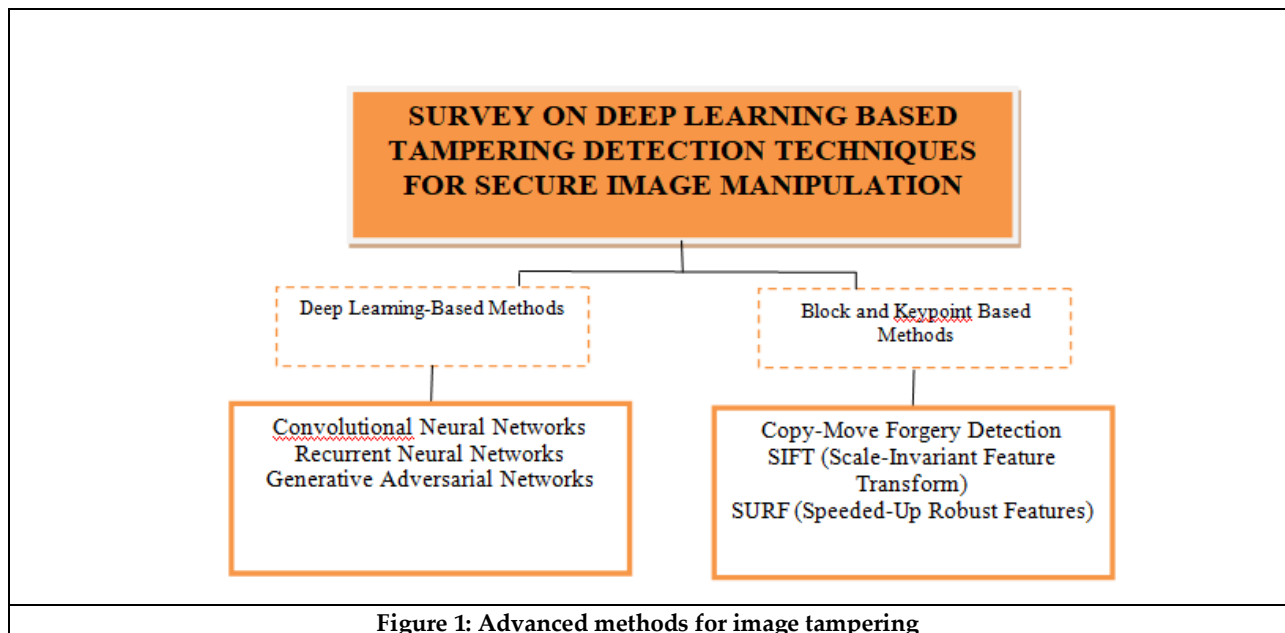 SURVEY ON DEEP LEARNING BASED
TAMPERING DETECTION TECHNIQUES
FOR SECURE IMAGE MANIPULATION
Deep Learning-Based Methods
Block and Keypoint Based
Methods
Convolutional Neural Networks
Recurrent Neural Networks
Generative Adversarial Networks
Copy-Move Forgery Detection
SIFT (Scale-Invariant Feature
Transform)
SURF (Speeded-Up Robust Features)
Figure 1: Advanced methods for image tampering